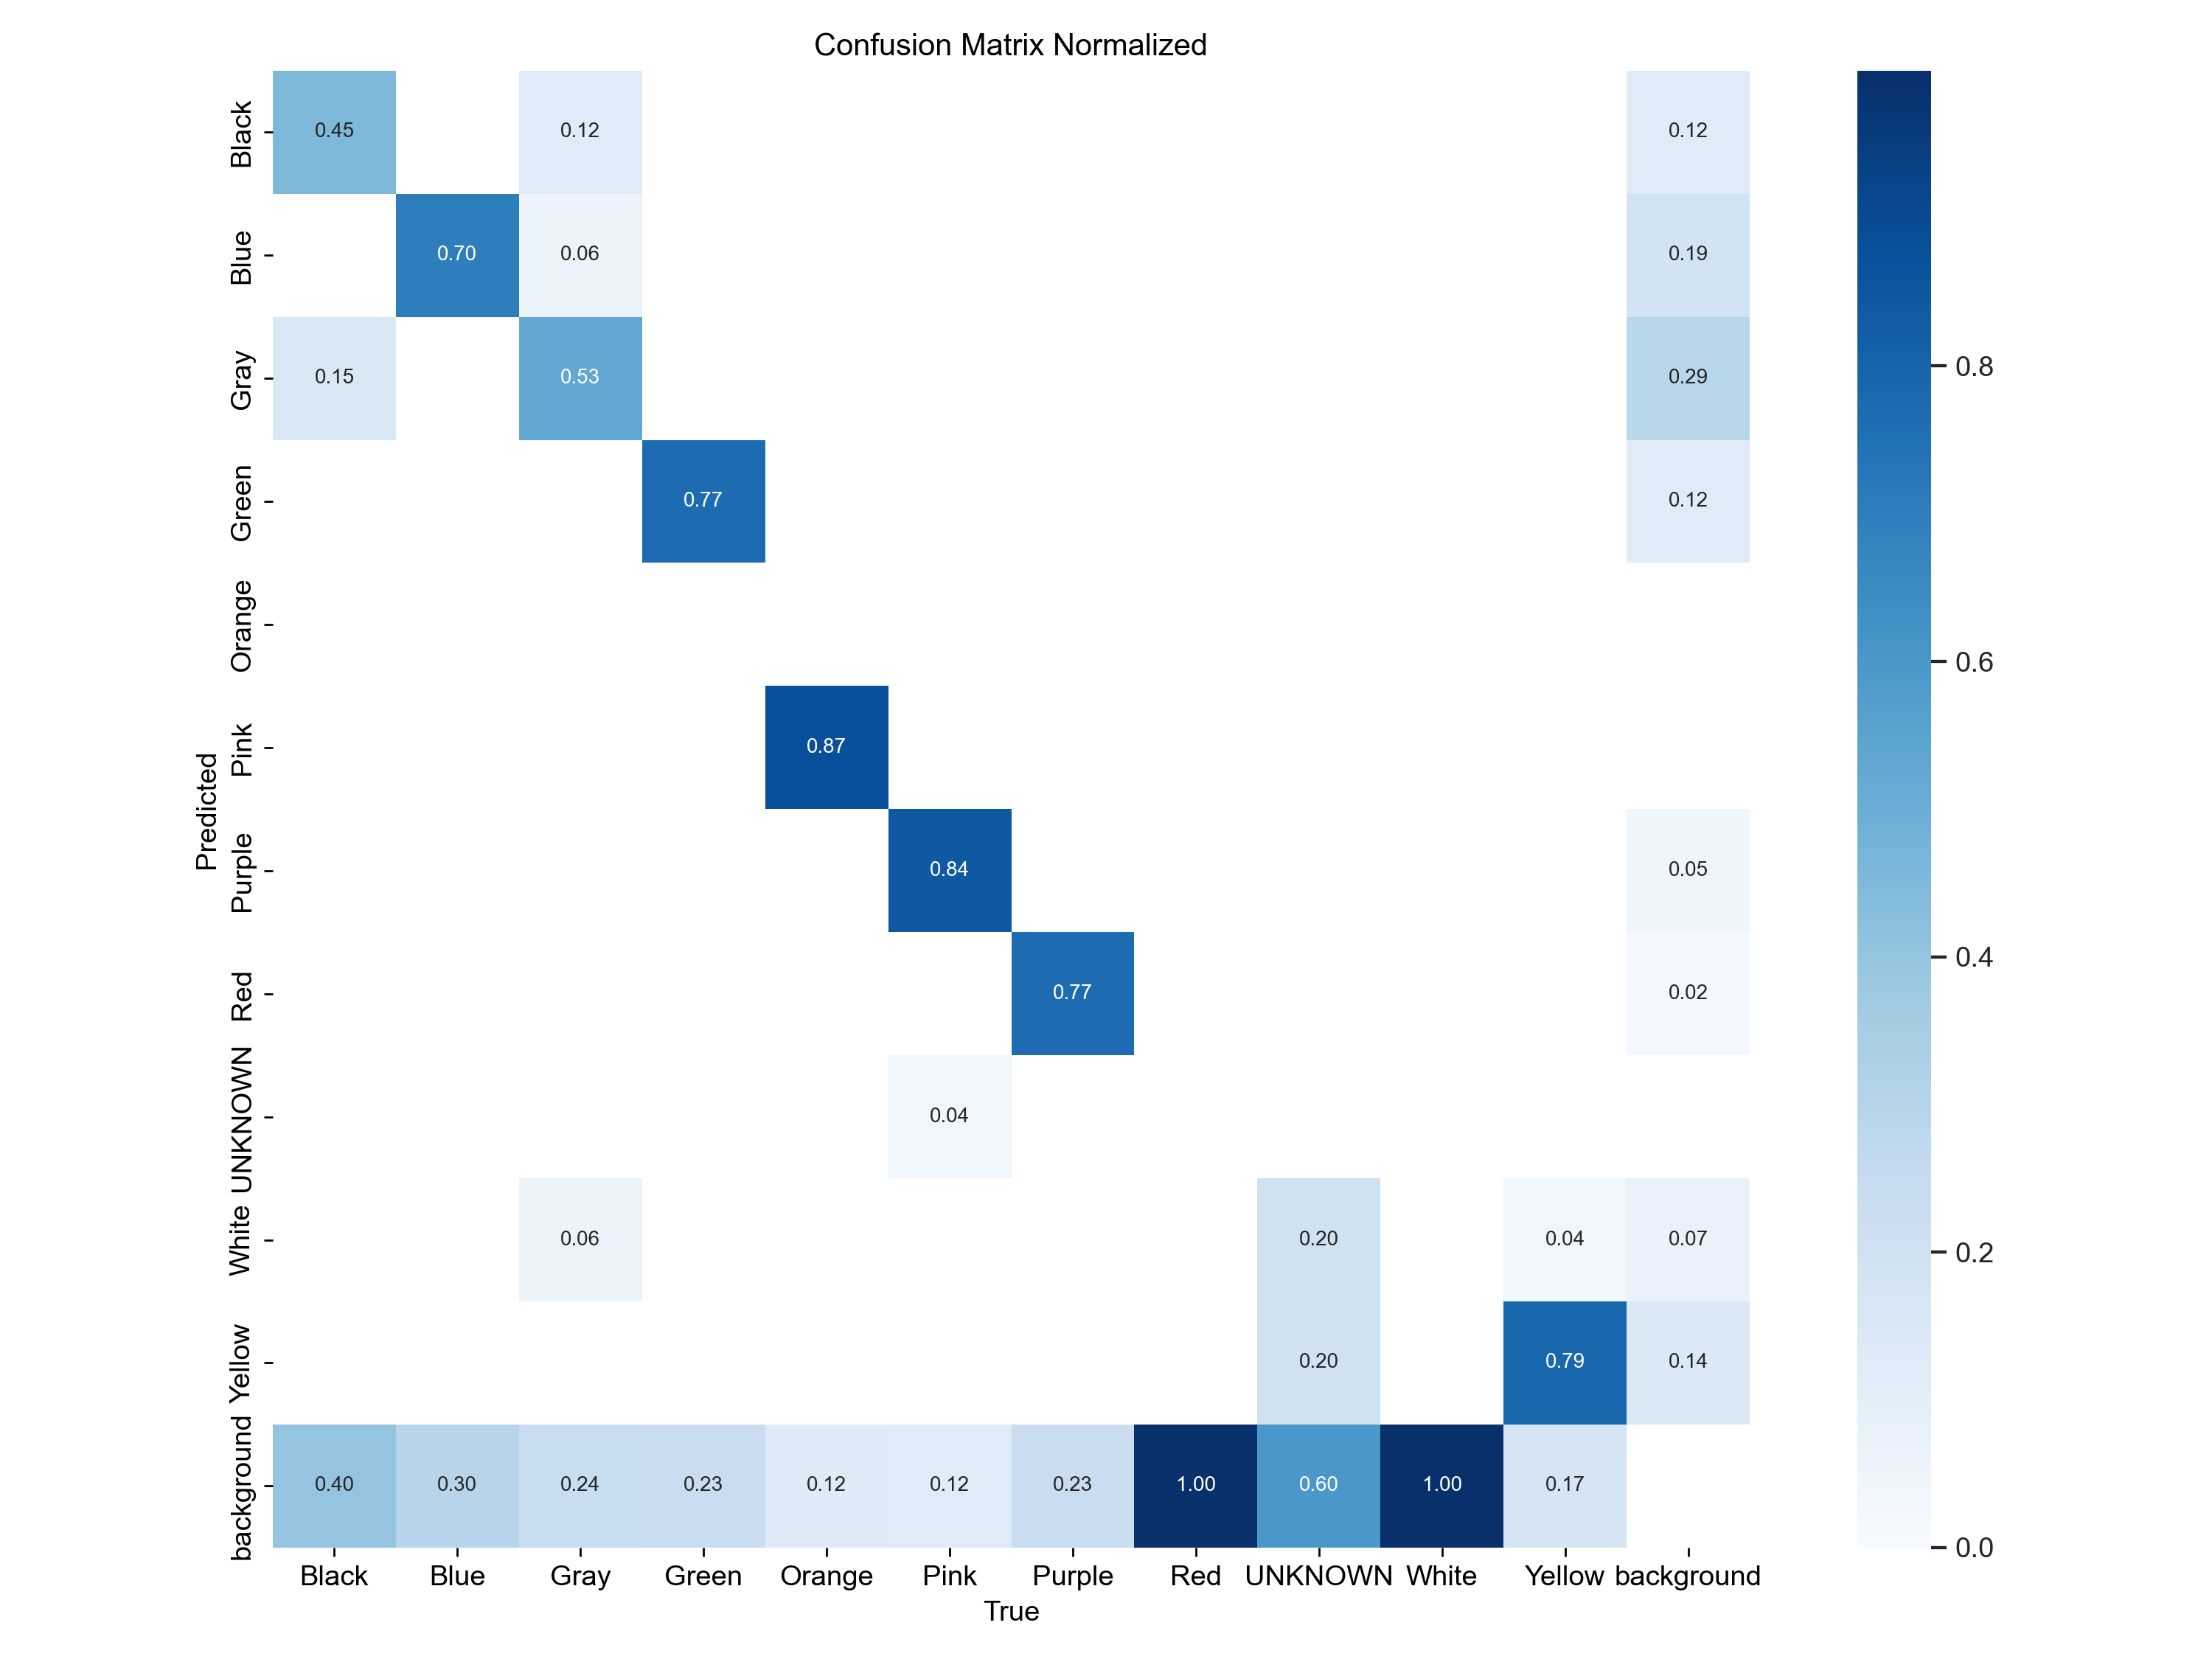 Confusion Matrix Normalized
Black
0.45
0.12
0.12
Blue
0.70
0.06
0.19
Gray
0.15
0.53
0.29
0.8
Green
0.77
0.12
Orange
0.6
Pink
0.87
Predicted
Purple
0.84
0.05
Red
0.77
0.02
0.4
UNKNOWN
0.04
White
0.06
0.20
0.04
0.07
0.2
Yellow
0.20
0.79
0.14
background
0.40
0.30
0.24
0.23
0.12
0.12
0.23
1.00
0.60
1.00
0.17
0.0
Black Blue Gray Green Orange Pink Purple Red UNKNOWN White Yellow background
True